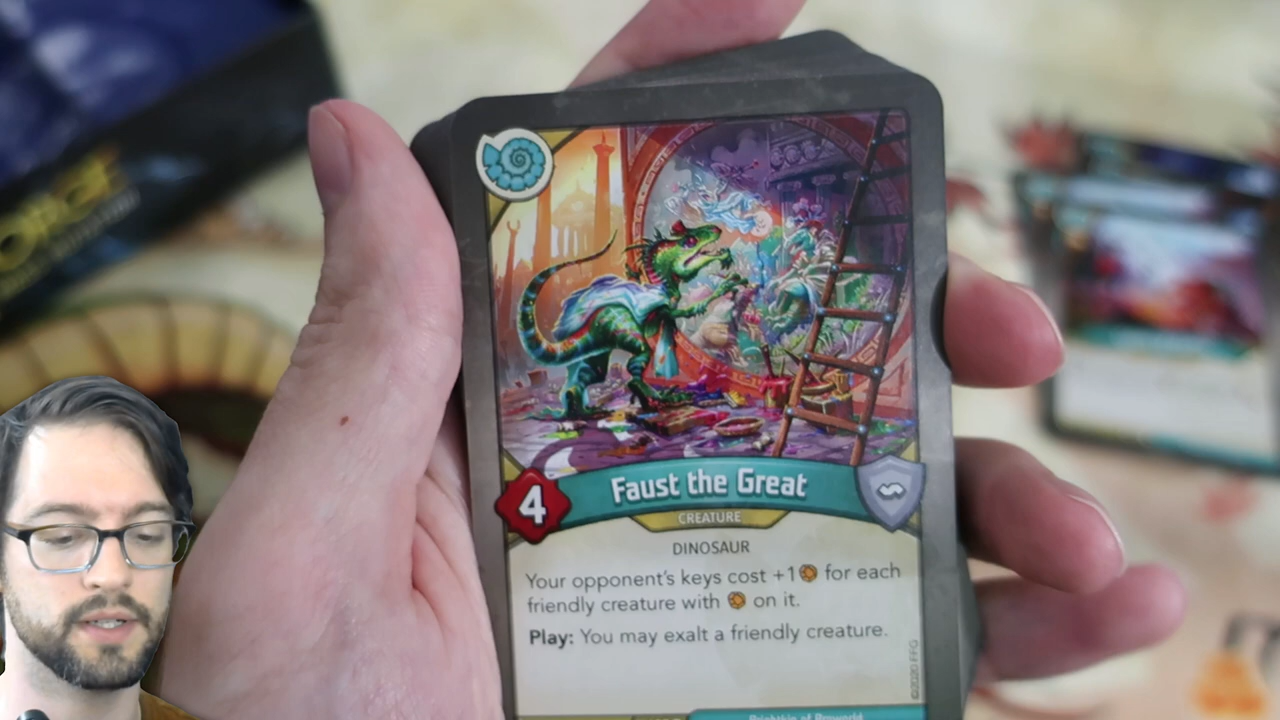 4
Faust the Great
CREATURE
DINOSAUR
Your opponent's keys cost +1 for each
friendly creature with on it.
Play: You may exalt a friendly creature.
©2020 FFG